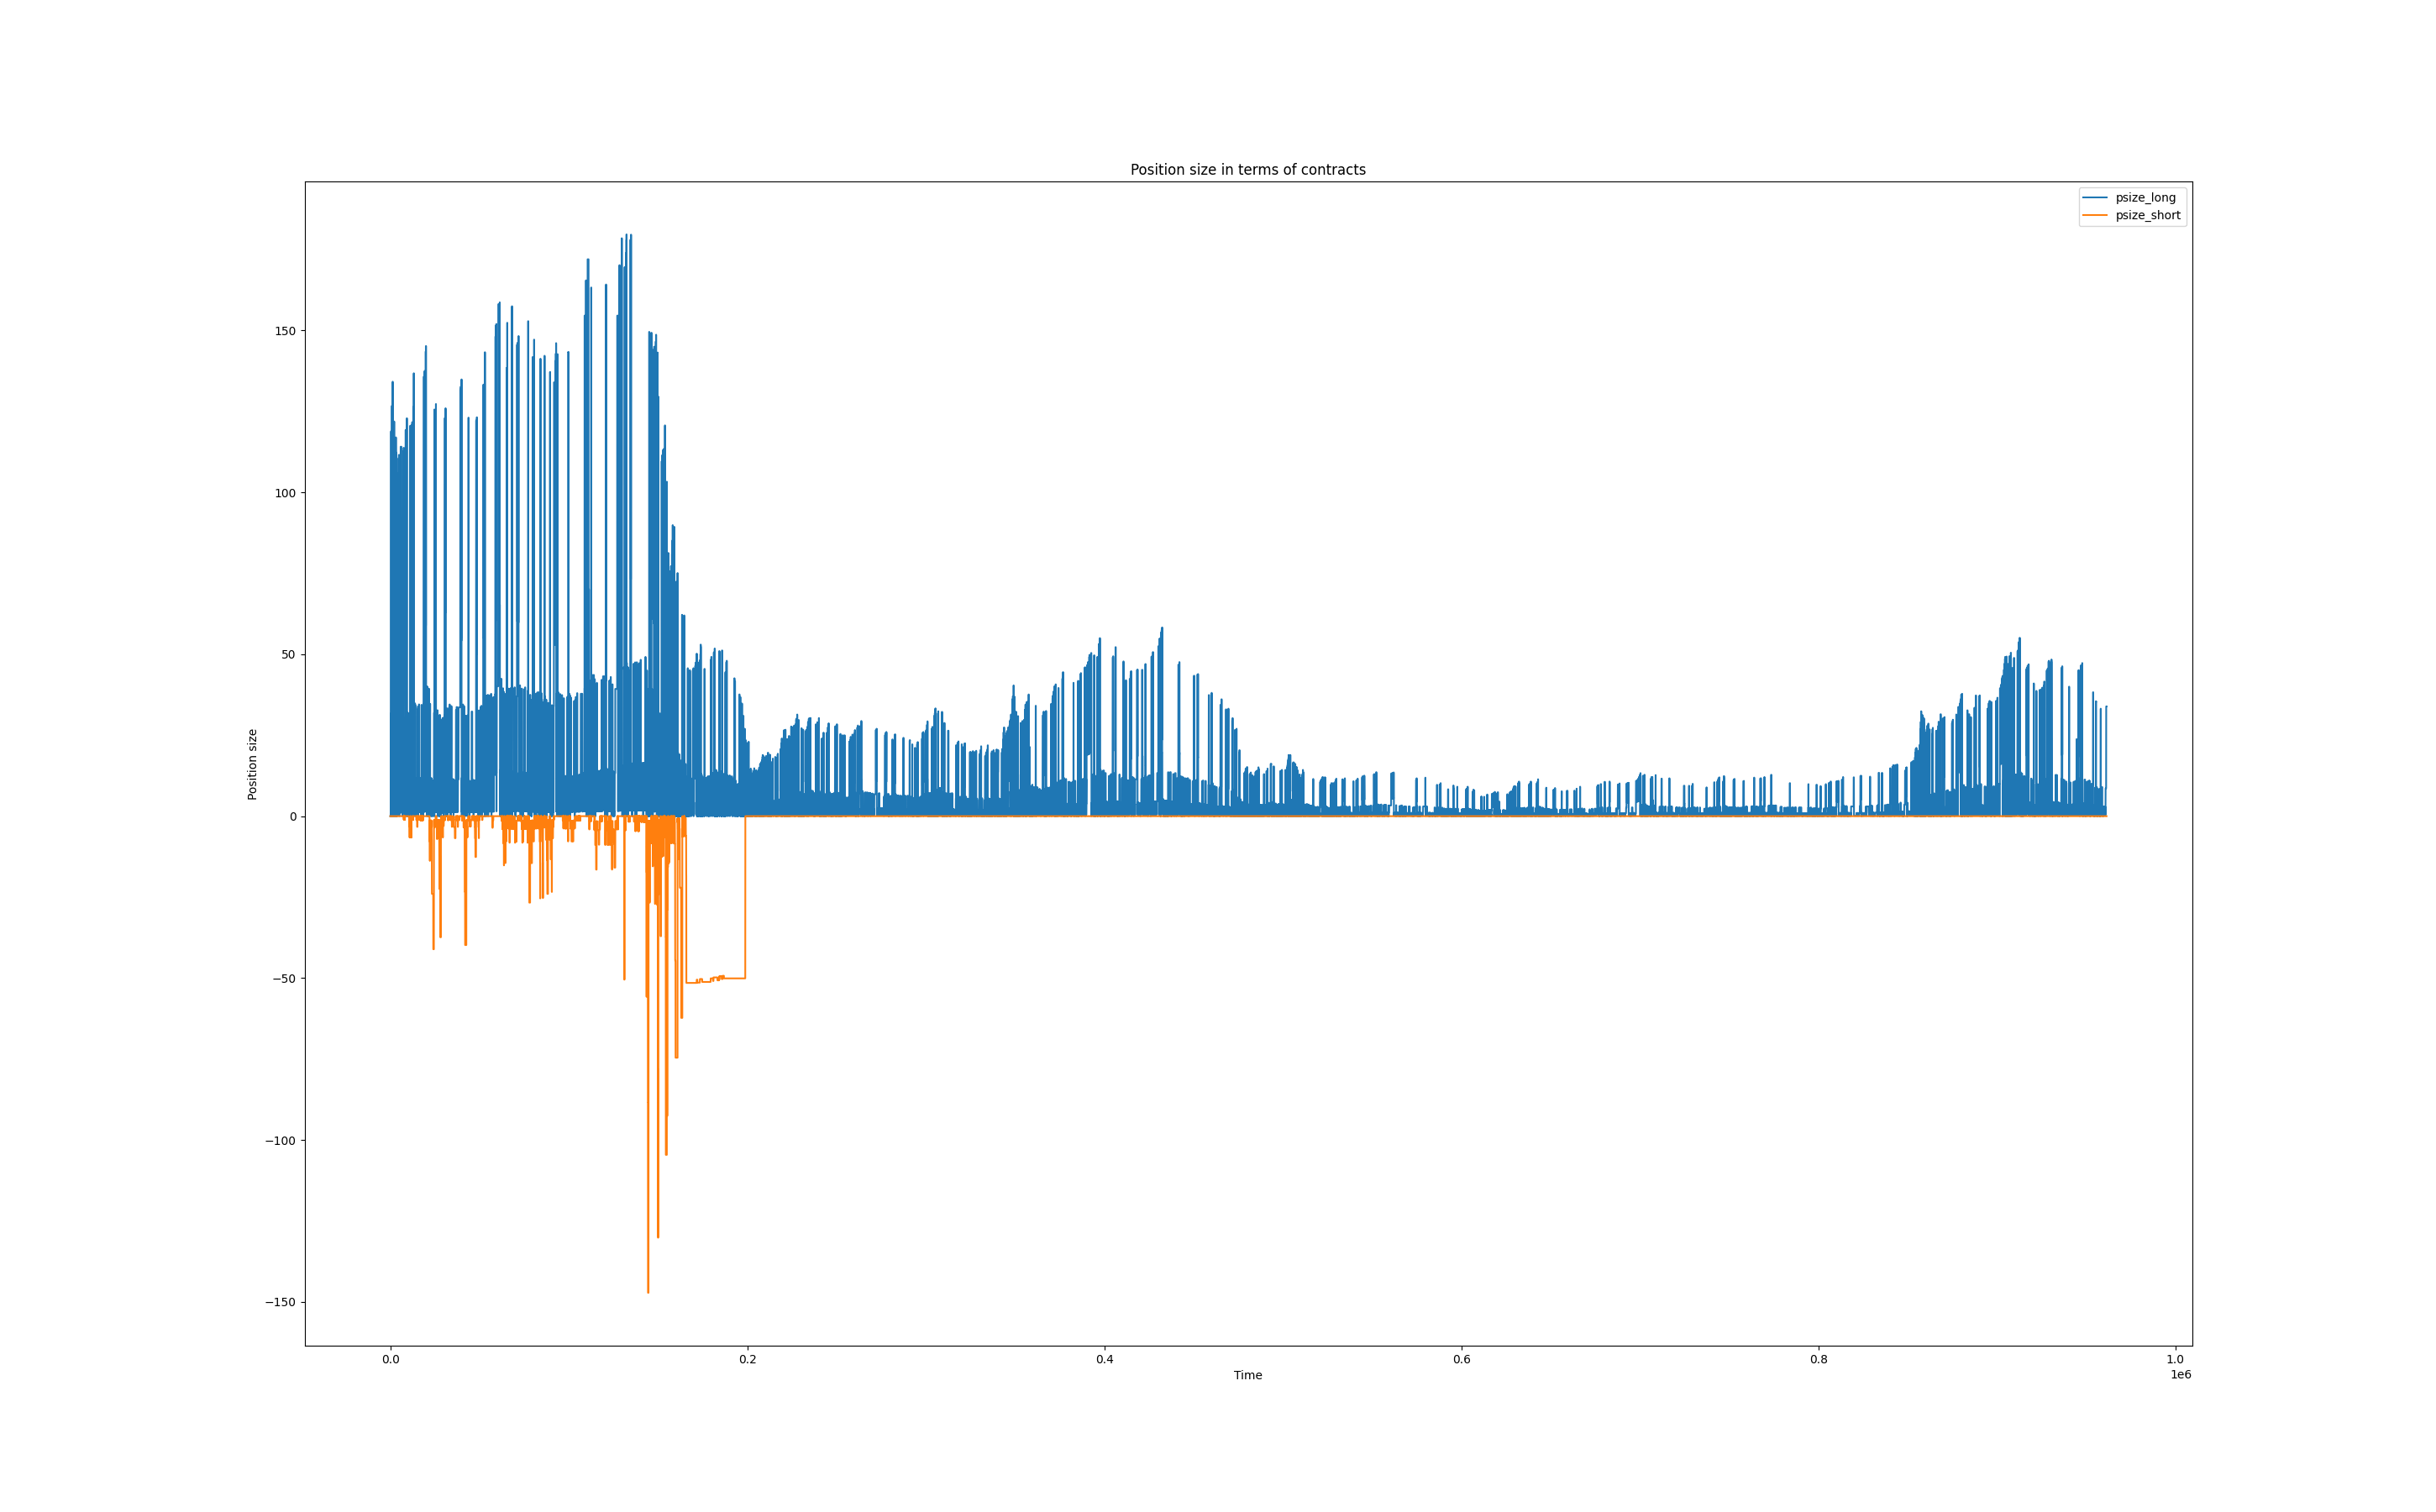 Position size in terms of contracts
psize_long
psize_short
Position size
150
100
50
0
−50
−100
−150
0.0
0.2
0.4
0.6
0.8
1.0
1e6
Time